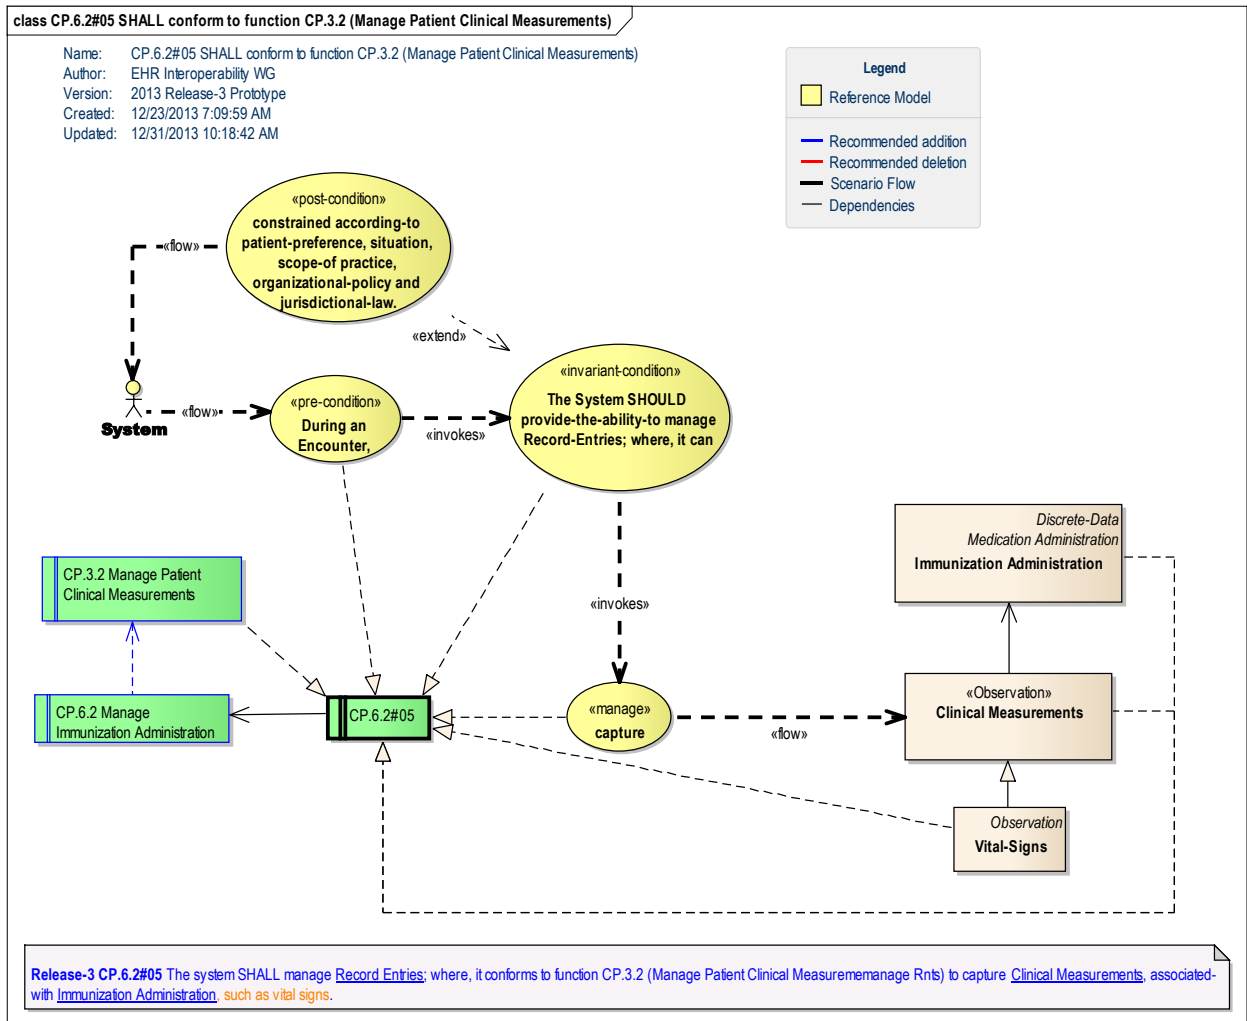 class CP.6.2#05 SHALL conform to function CP.3.2 (Manage Patient Clinical Measurements)
Name: CP.6.2#05 SHALL conform to function CP.3.2 (Manage Patient Clinical Measurements)
Author: EHR Interoperability WG
Version: 2013 Release-3 Prototype
Created: 12/23/2013 7:09:59 AM
Updated: 12/31/2013 10:18:42 AM
Legend
Reference Model
Recommended addition
Recommended deletion
Scenario Flow
Dependencies
«post-condition»
constrained according-to
patient-preference, situation,
scope-of practice,
organizational-policy and
jurisdictional-law.
«flow»
«extend»
«invariant-condition»
The System SHOULD
provide-the-ability-to manage
Record-Entries; where, it can
«pre-condition»
During an
Encounter,
«flow»
«invokes»
System
Discrete-Data
Medication Administration
Immunization Administration
CP.3.2 Manage Patient
Clinical Measurements
«invokes»
CP.6.2 Manage
Immunization Administration
CP.6.2#05
«manage»
capture
«flow»
«Observation»
Clinical Measurements
Observation
Vital-Signs
Release-3 CP.6.2#05 The system SHALL manage Record Entries; where, it conforms to function CP.3.2 (Manage Patient Clinical Measurememanage Rnts) to capture Clinical Measurements, associated-
with Immunization Administration, such as vital signs.